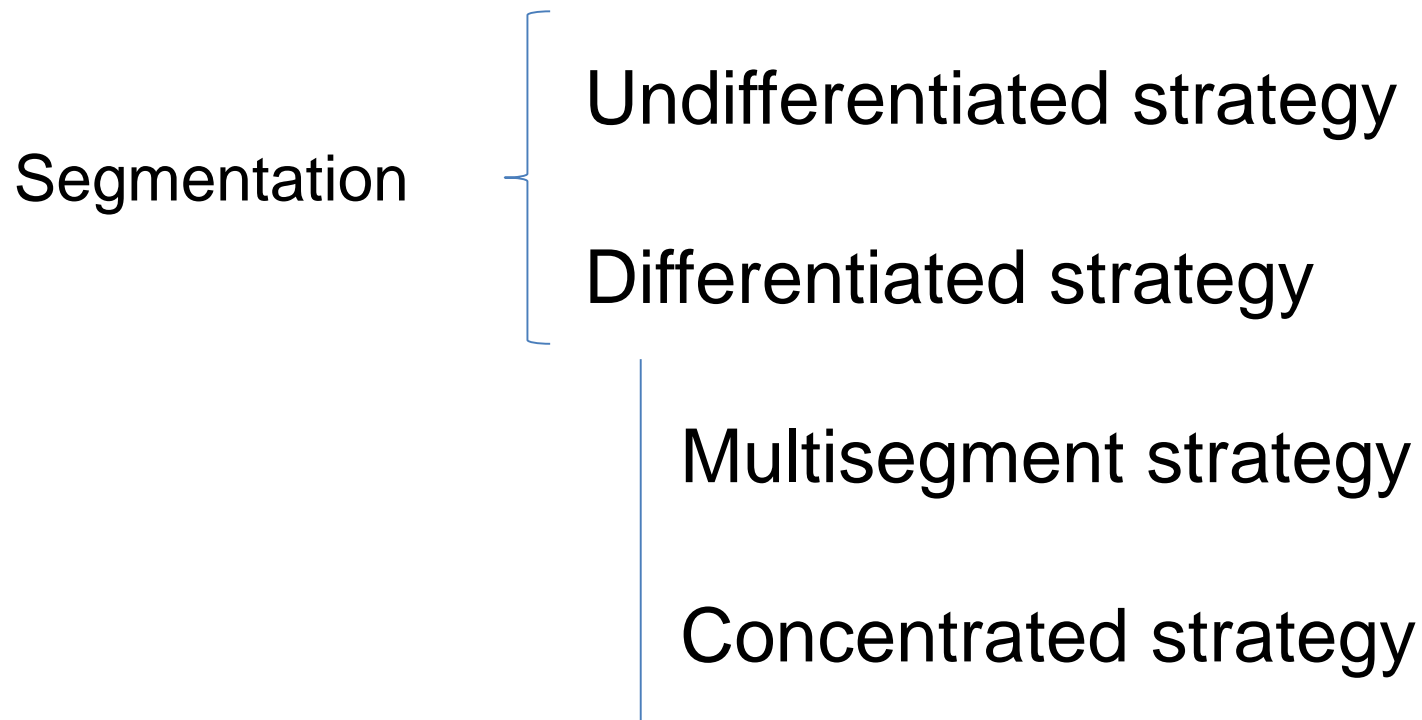 Undifferentiated strategy
Segmentation
Differentiated strategy
Multisegment strategy
Concentrated strategy